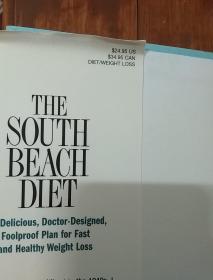 $24.95 US
$34.95 CAN
DIET/WEIGHT LOSS
THE
SOUTH
BEACH
DIET
Delicious, Doctor-Designed,
Foolproof Plan for Fast
and Healthy Weight Loss